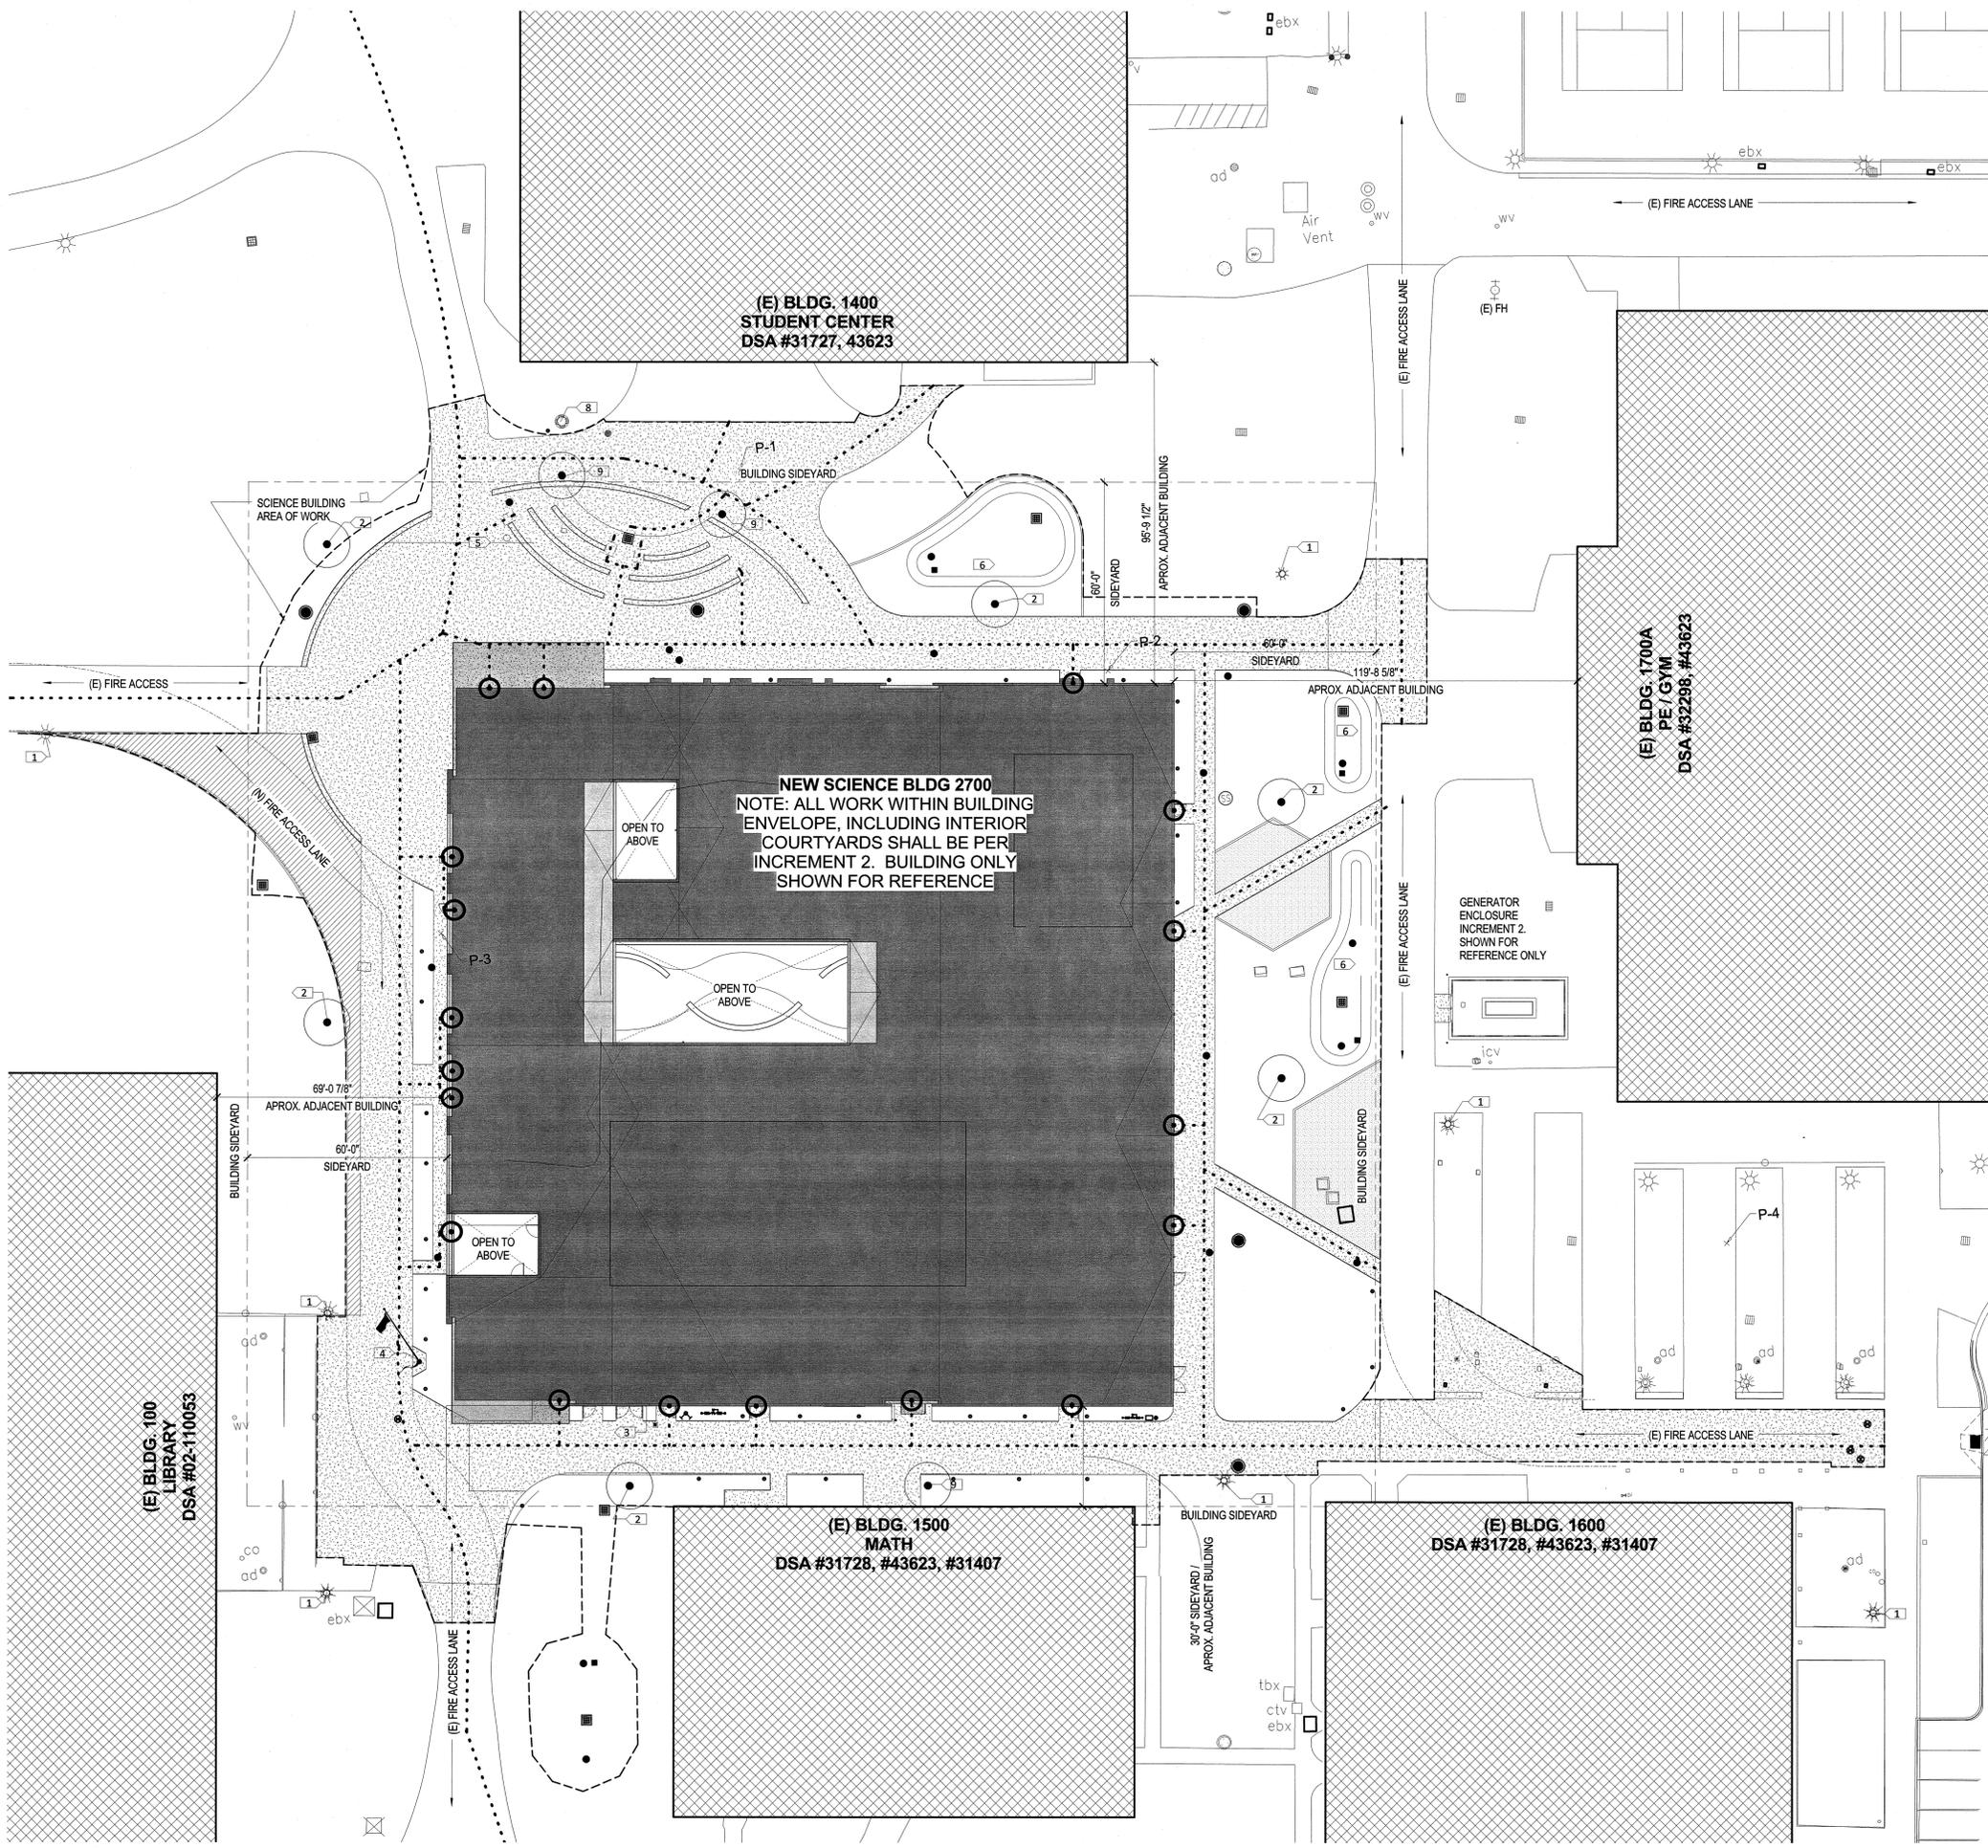 ebx
v
ebx
ebx
ad
Air
Vent
wv
wv
(E) FIRE ACCESS LANE
(E) BLDG. 1400
STUDENT CENTER
DSA #31727, 43623
(E) FIRE ACCESS LANE
(E) FH
8
P-1
BUILDING SIDEYARD
9
SCIENCE BUILDING
AREA OF WORK
2
9
5
6
2
1
60'-0"
SIDEYARD
95'-9 1/2"
APROX. ADJACENT BUILDING
P-2
60'-0"
SIDEYARD
119'-8 5/8"
APROX. ADJACENT BUILDING
(E) BLDG. 1700A
PE / GYM
DSA #32298, #43623
(E) FIRE ACCESS
1
(N) FIRE ACCESS LANE
6
2
SS
NEW SCIENCE BLDG 2700
NOTE: ALL WORK WITHIN BUILDING
ENVELOPE, INCLUDING INTERIOR
COURTYARDS SHALL BE PER
INCREMENT 2. BUILDING ONLY
SHOWN FOR REFERENCE
OPEN TO
ABOVE
P-3
OPEN TO
ABOVE
2
6
(E) FIRE ACCESS LANE
GENERATOR
ENCLOSURE
INCREMENT 2.
SHOWN FOR
REFERENCE ONLY
icv
69'-0 7/8"
APROX. ADJACENT BUILDING
60'-0"
SIDEYARD
BUILDING SIDEYARD
2
1
BUILDING SIDEYARD
P-4
OPEN TO
ABOVE
1
ad
4
ad
ad
ad
(E) BLDG. 100
LIBRARY
DSA #02-110053
wv
3
(E) FIRE ACCESS LANE
2
9
1
BUILDING SIDEYARD
(E) BLDG. 1500
MATH
DSA #31728, #43623, #31407
(E) BLDG. 1600
DSA #31728, #43623, #31407
co
ad
1
ebx
ad
1
30'-0" SIDEYARD /
APROX. ADJACENT BUILDING
(E) FIRE ACCESS LANE
tbx
ctv
ebx